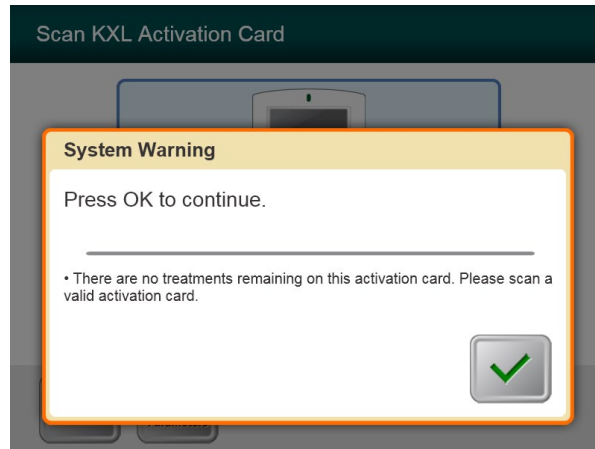 Scan KXL Activation Card
System Warning
Press OK to continue.
• There are no treatments remaining on this activation card. Please scan a
valid activation card.
Parameters